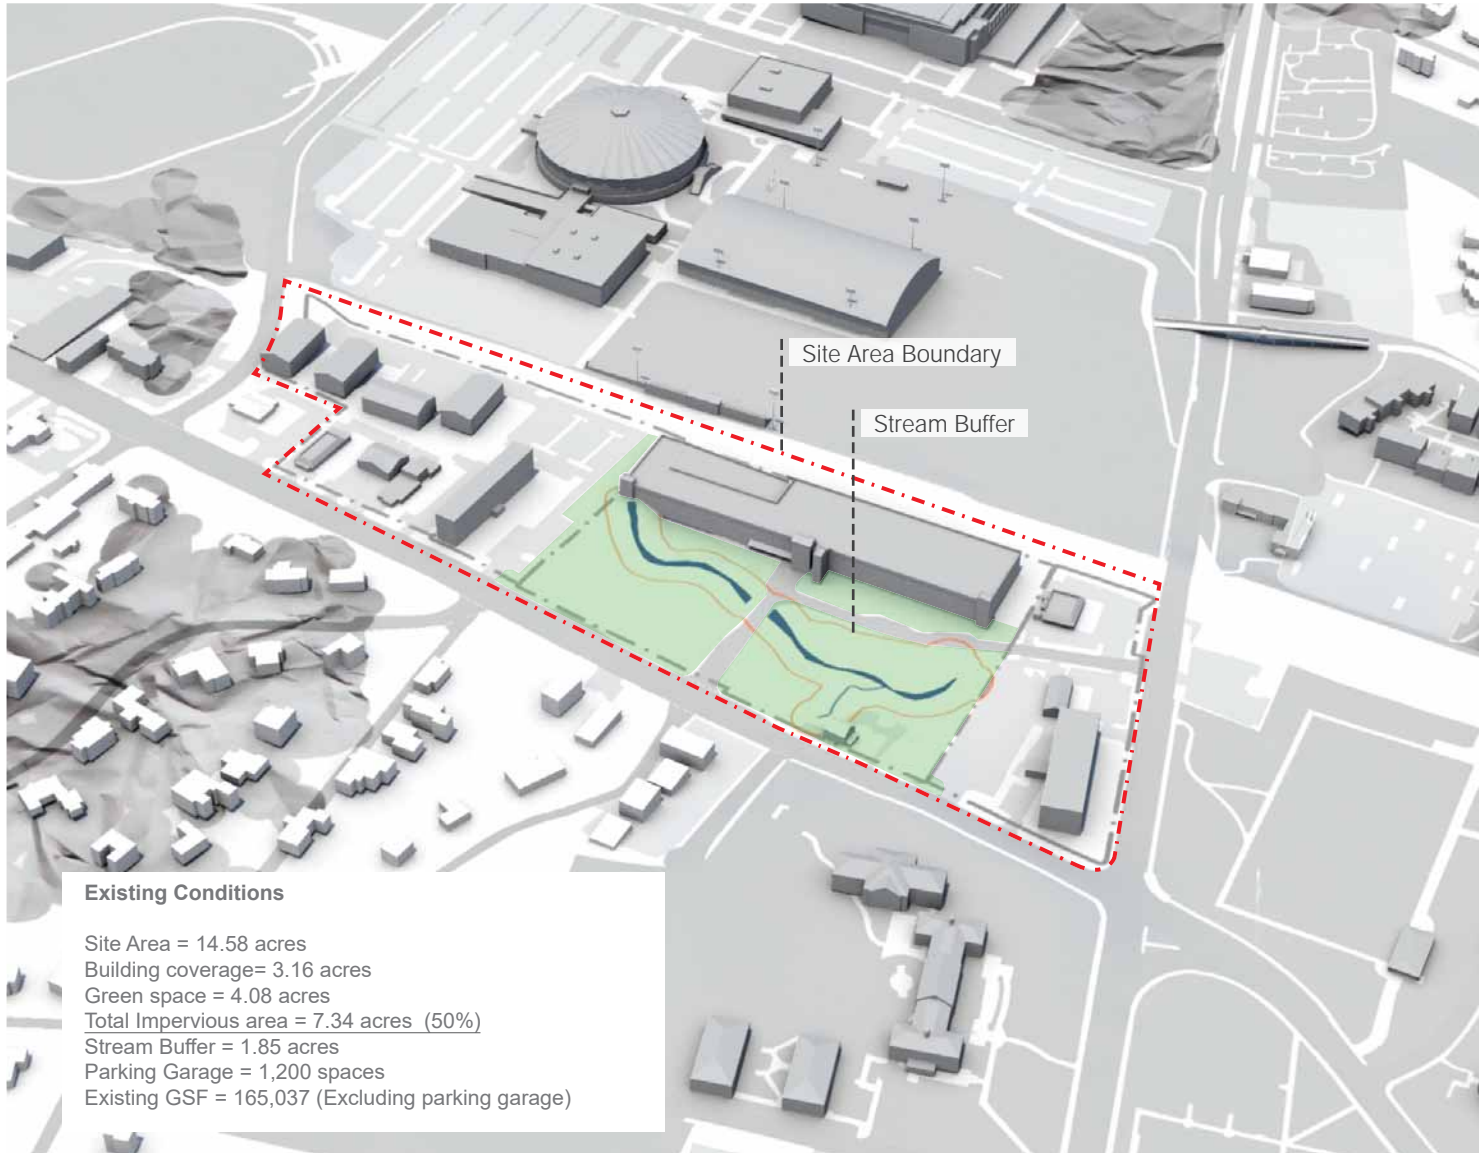 Site Area Boundary
Stream Buffer
Existing Conditions
Site Area = 14.58 acres
Building coverage= 3.16 acres
Green space = 4.08 acres
Total Impervious area = 7.34 acres  (50%)
Stream Buffer = 1.85 acres
Parking Garage = 1,200 spaces
Existing GSF = 165,037 (Excluding parking garage)